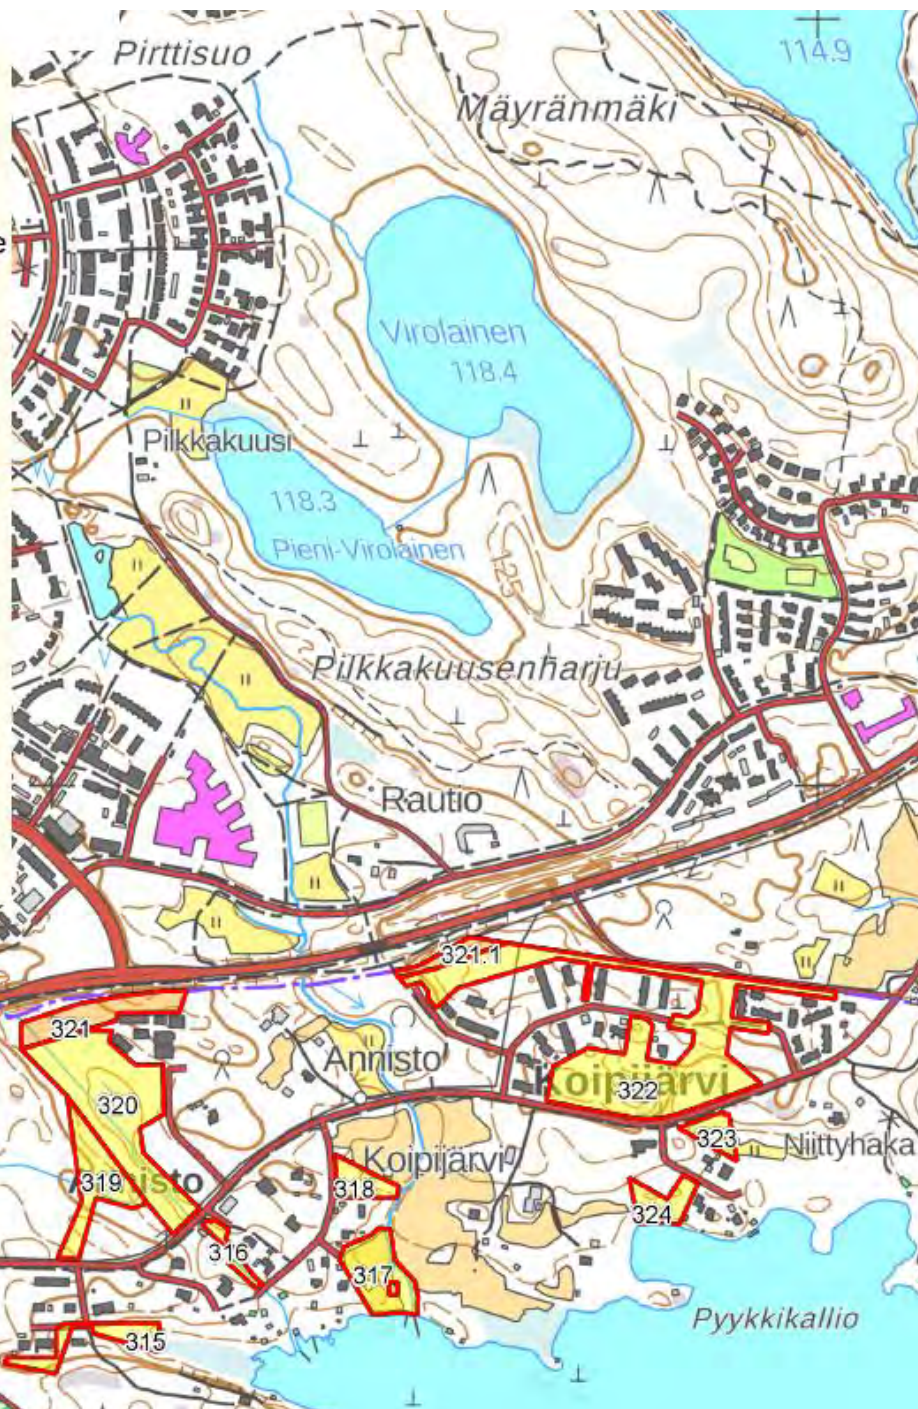 Pirttisuo
114.9
Mäyränmäki
Virolainen
118.4
Pilkkakuusi
118.3
Pieni-Virolainen
125
Pilkkakuusenharju
Rautio
321.1
321
Annisto
Koipijärvi
322
320
323
Niittyhaka
Koipijärvi
318
319
324
316
317
Pyykkikallio
315